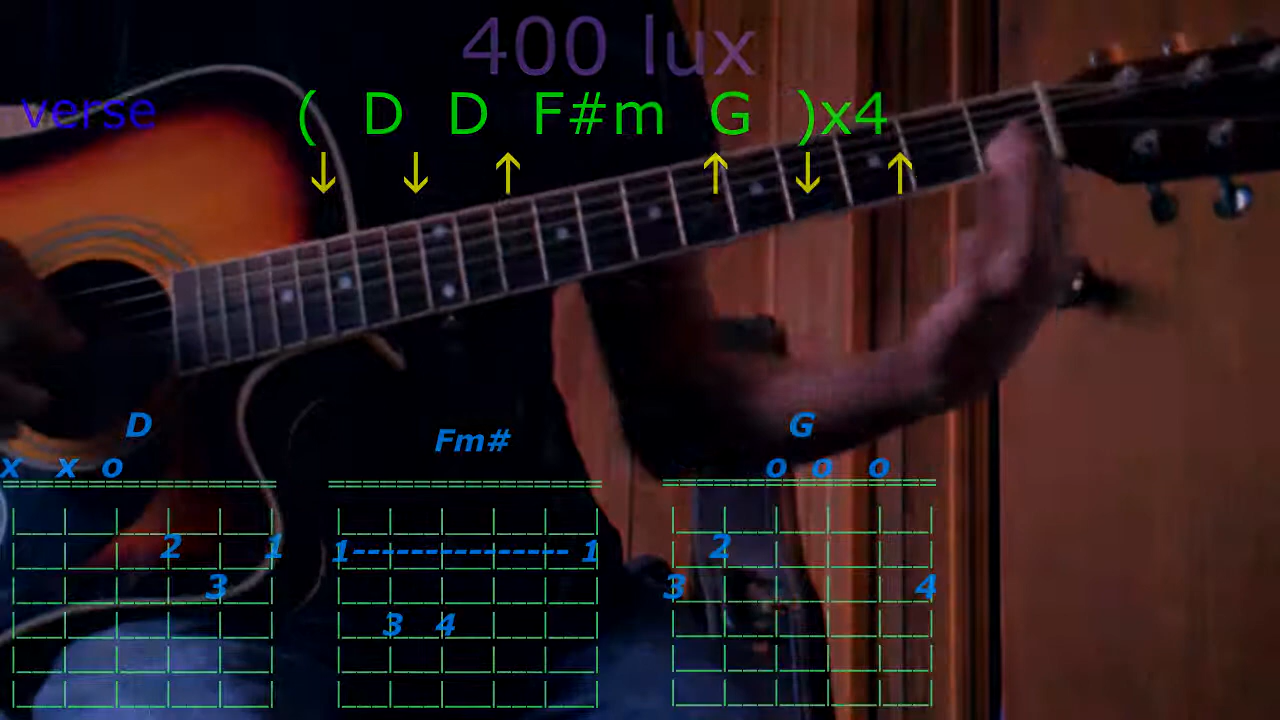 400 lux
verse
( D D F#m G )x4
↓ ↓ ↑ ↑ ↓ ↑
D Fm# G
x x o o o o
2 1 1--------------- 1 2
3 3 4
3 4